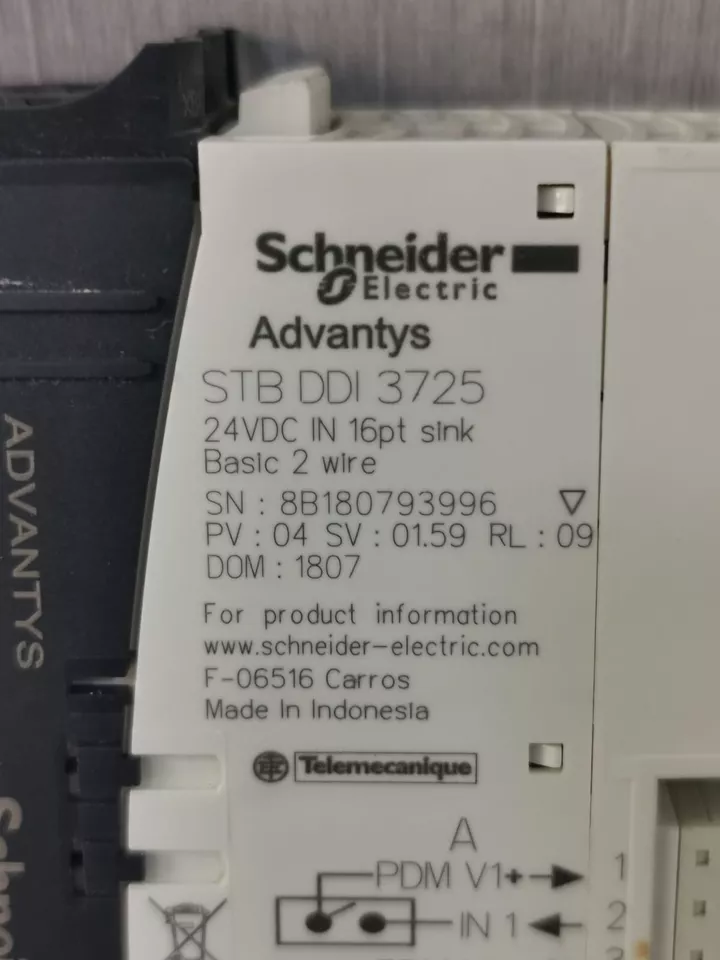 Schneider
Electric
Advantys
STB DDI 3725
24VDC IN 16pt sink
Basic 2 wire
SN : 8B180793996
PV : 04 SV : 01.59 RL : 09
DOM : 1807
For product information
www.schneider-electric.com
F-06516 Carros
Made In Indonesia
Telemecanique
A
PDM V1+ 1
IN 1 2
ADVANTYS